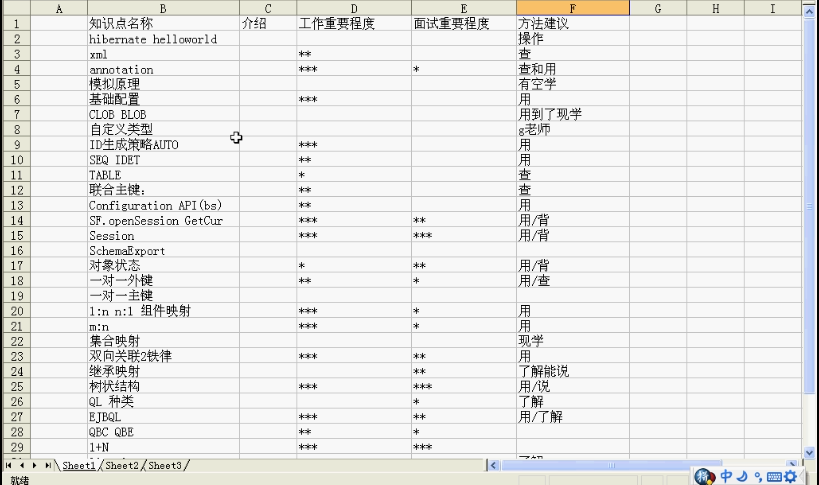 A B C D E F G H I
1 知识点名称 介绍 工作重要程度 面试重要程度 方法建议
2 hibernate helloworld 操作
3 xml ** 查
4 annotation *** * 查和用
5 模拟原理 有空学
6 基础配置 *** 用
7 CLOB BLOB 用到了现学
8 自定义类型 g老师
9 ID生成策略AUTO *** 用
10 SEQ IDET ** 用
11 TABLE * 查
12 联合主键: ** 查
13 Configuration API(bs) ** 用
14 SF.openSession GetCur *** ** 用/背
15 Session *** *** 用/背
16 SchemaExport
17 对象状态 * ** 用/背
18 一对一外键 ** * 用/查
19 一对一主键
20 1:n n:1 组件映射 *** * 用
21 m:n *** * 用
22 集合映射 现学
23 双向关联2铁律 *** ** 用
24 继承映射 ** 了解能说
25 树状结构 *** *** 用/说
26 QL 种类 * 了解
27 EJBQL *** ** 用/了解
28 QBC QBE ** *
29 1+N *** ***
Sheet1 Sheet2 Sheet3
就绪 中